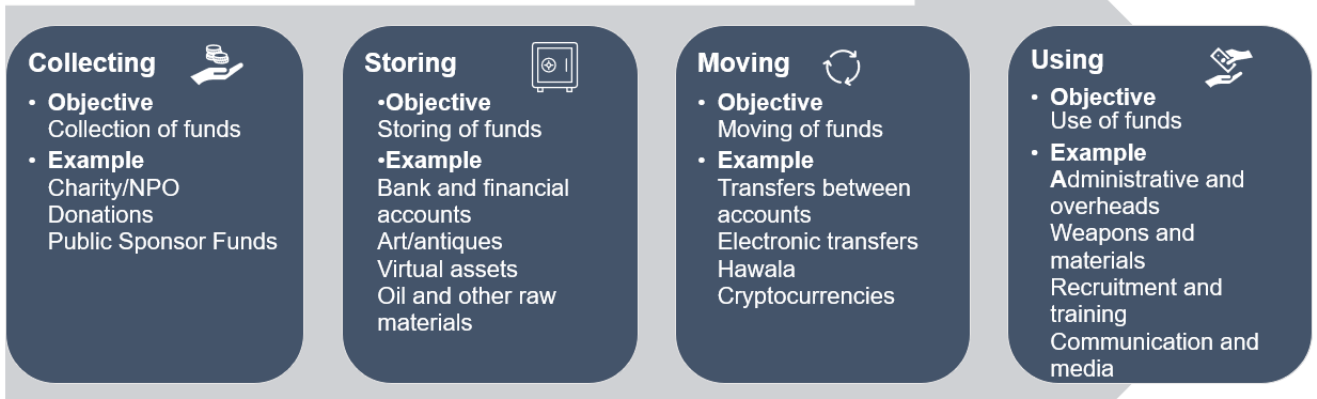 Collecting
• Objective
Collection of funds
• Example
Charity/NPO
Donations
Public Sponsor Funds
Storing
•Objective
Storing of funds
•Example
Bank and financial
accounts
Art/antiques
Virtual assets
Oil and other raw
materials
Moving
• Objective
Moving of funds
• Example
Transfers between
accounts
Electronic transfers
Hawala
Cryptocurrencies
Using
• Objective
Use of funds
• Example
Administrative and
overheads
Weapons and
materials
Recruitment and
training
Communication and
media